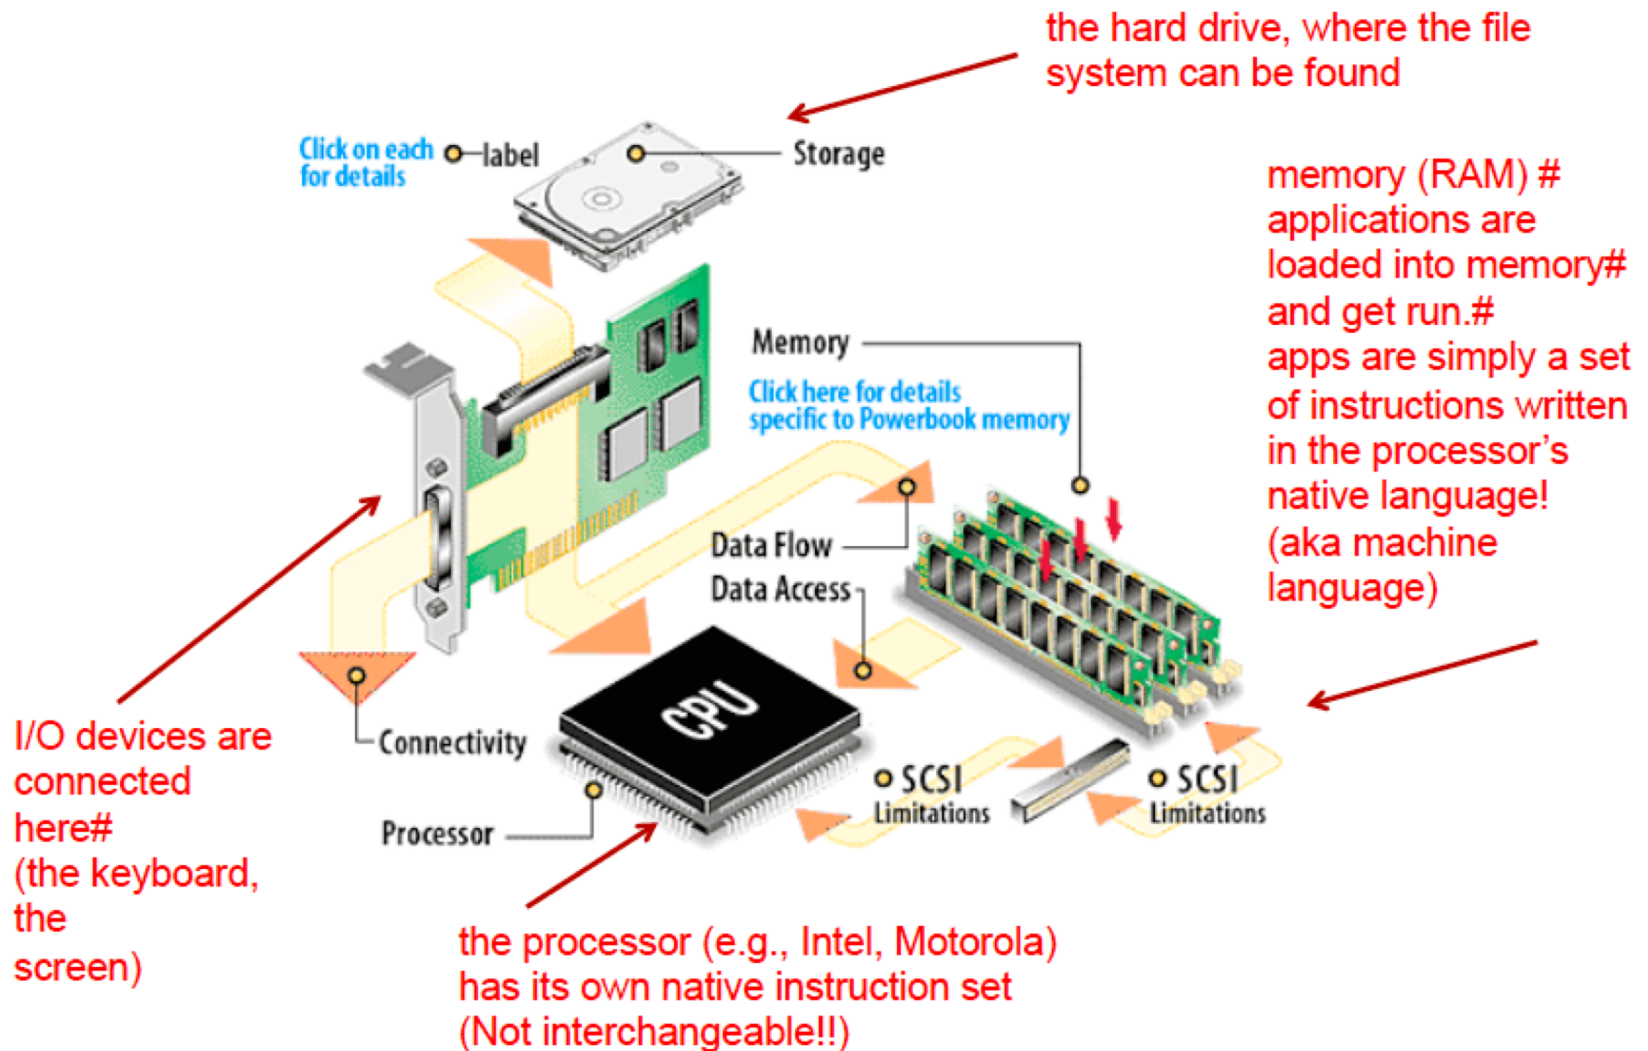 the hard drive, where the file
system can be found
Click on each
for details
label
Storage
memory (RAM) #
applications are
loaded into memory#
and get run.#
apps are simply a set
of instructions written
in the processor's
native language!
(aka machine
language)
Memory
Click here for details
specific to Powerbook memory
Data Flow
Data Access
CPU
I/O devices are
connected
here#
(the keyboard,
the
screen)
Connectivity
Processor
SCSI
Limitations
SCSI
Limitations
the processor (e.g., Intel, Motorola)
has its own native instruction set
(Not interchangeable!!)